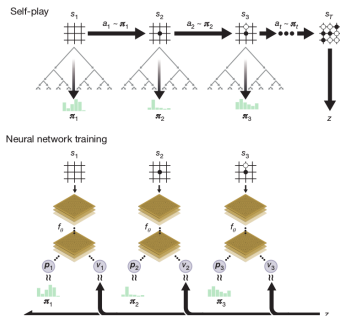 Self-play
s1 s2 s3 sT
a1 ~ π1 a2 ~ π2 at ~ πt
π1 π2 π3 z
Neural network training
s1 s2 s3
fθ fθ fθ
p1 v1 p2 v2 p3 v3
π1 π2 π3